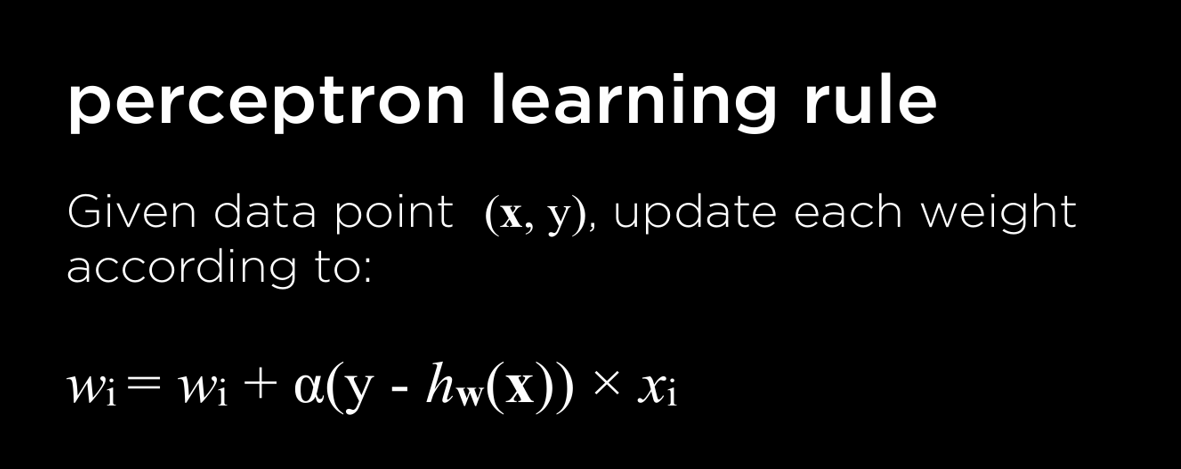 perceptron learning rule
Given data point (x, y), update each weight
according to:
wi = wi + α(y - hw(x)) × xi